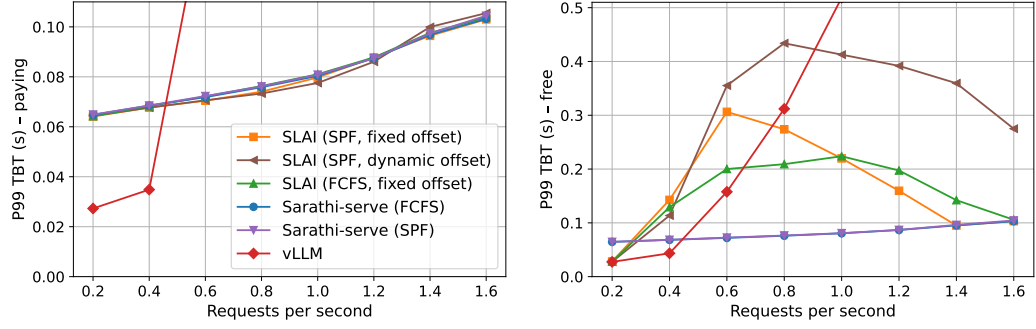 P99 TBT (s) – paying
0.10
0.08
0.06
0.04
0.02
0.00
0.2 0.4 0.6 0.8 1.0 1.2 1.4 1.6
Requests per second
SLAI (SPF, fixed offset)
SLAI (SPF, dynamic offset)
SLAI (FCFS, fixed offset)
Sarathi-serve (FCFS)
Sarathi-serve (SPF)
vLLM
P99 TBT (s) – free
0.5
0.4
0.3
0.2
0.1
0.0
0.2 0.4 0.6 0.8 1.0 1.2 1.4 1.6
Requests per second